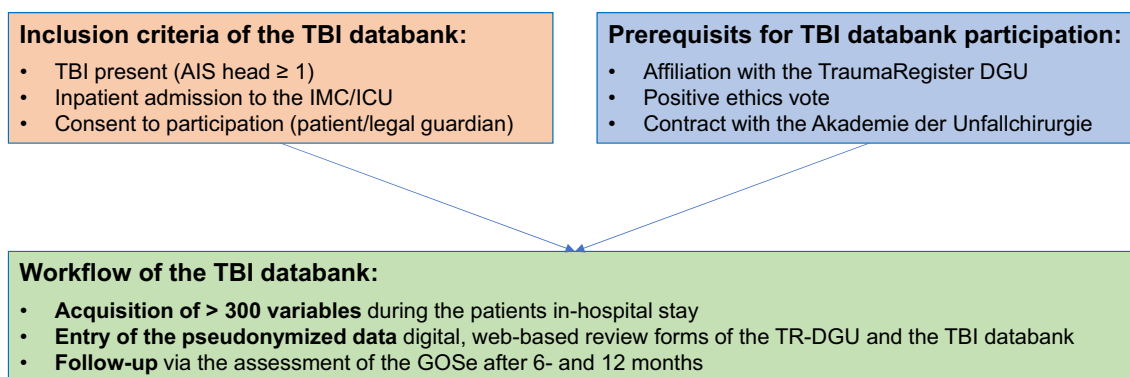 Inclusion criteria of the TBI databank:
• TBI present (AIS head ≥ 1)
• Inpatient admission to the IMC/ICU
• Consent to participation (patient/legal guardian)
Prerequisits for TBI databank participation:
• Affiliation with the TraumaRegister DGU
• Positive ethics vote
• Contract with the Akademie der Unfallchirurgie
Workflow of the TBI databank:
• Acquisition of > 300 variables during the patients in-hospital stay
• Entry of the pseudonymized data digital, web-based review forms of the TR-DGU and the TBI databank
• Follow-up via the assessment of the GOSe after 6- and 12 months